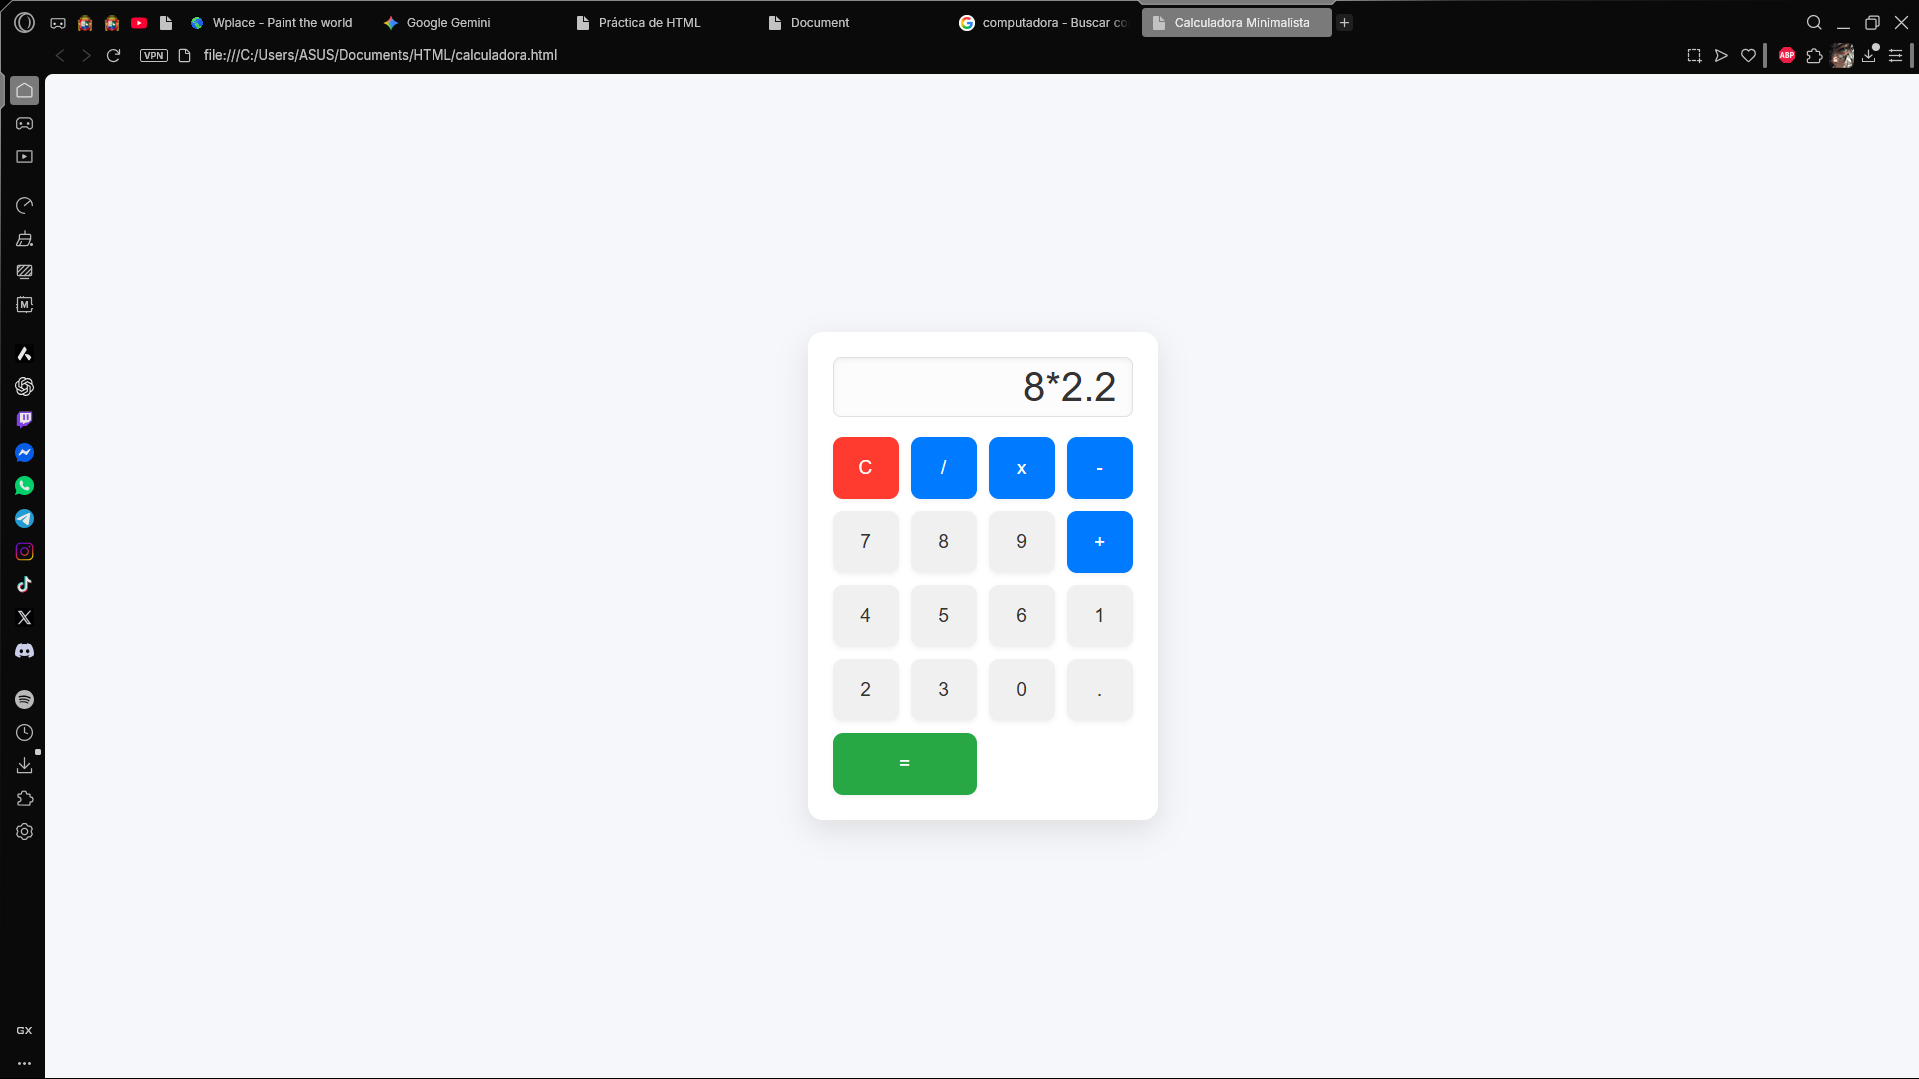 Wplace - Paint the world
Google Gemini
Práctica de HTML
Document
computadora - Buscar co
Calculadora Minimalista
+
VPN
file:///C:/Users/ASUS/Documents/HTML/calculadora.html
ABP
M
8*2.2
C / x -
7 8 9 +
4 5 6 1
2 3 0 .
=
GX